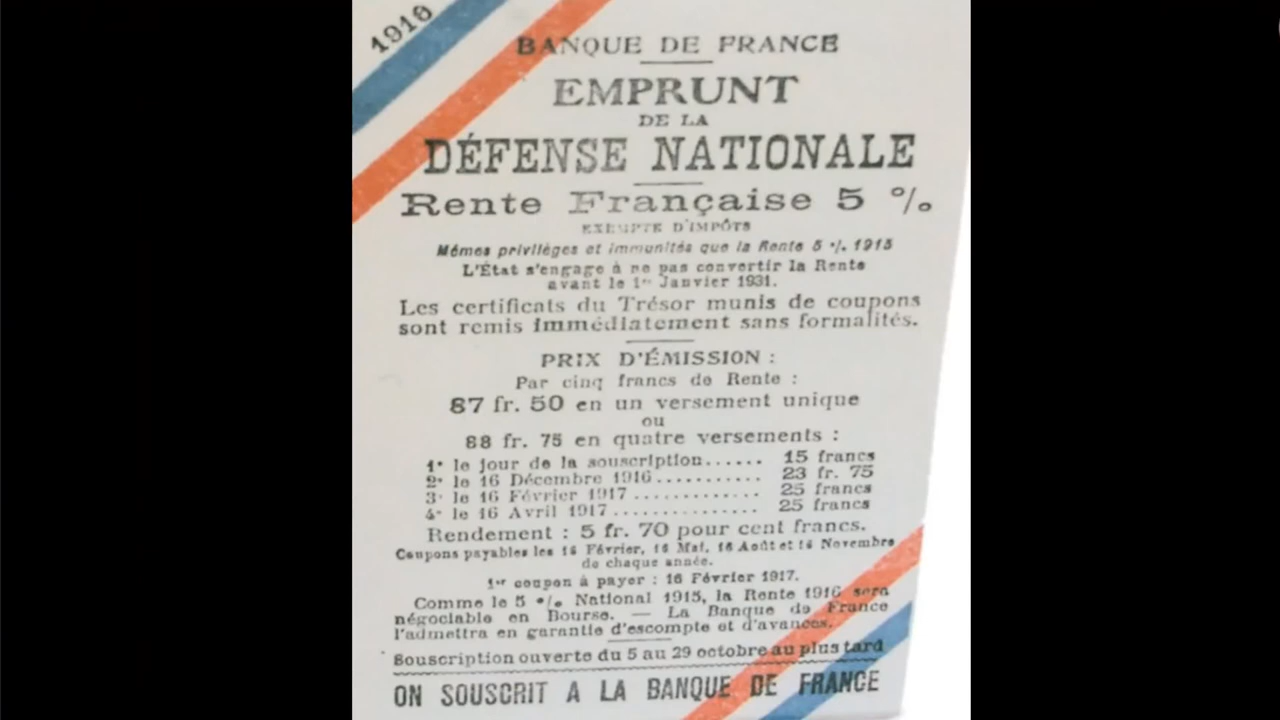 1916
BANQUE DE FRANCE
EMPRUNT
DE LA
DÉFENSE NATIONALE
Rente Française 5 %
EXEMPTE D'IMPÔTS
Mêmes privilèges et immunités que la Rente 5 % 1915
L'État s'engage à ne pas convertir la Rente
avant le 1er Janvier 1931.
Les certificats du Trésor munis de coupons
sont remis immédiatement sans formalités.
PRIX D'ÉMISSION :
Par cinq francs de Rente :
87 fr. 50 en un versement unique
ou
88 fr. 75 en quatre versements :
1° le jour de la souscription...... 15 francs
2° le 16 Décembre 1916........... 23 fr. 75
3° le 16 Février 1917............. 25 francs
4° le 16 Avril 1917............... 25 francs
Rendement : 5 fr. 70 pour cent francs.
Coupons payables les 16 Février, 16 Mai, 16 Août et 16 Novembre
de chaque année.
1er coupon à payer : 16 Février 1917.
Comme le 5 % National 1915, la Rente 1916 sera
négociable en Bourse. — La Banque de France
l'admettra en garantie d'escompte et d'avances.
Souscription ouverte du 5 au 29 octobre au plus tard
ON SOUSCRIT A LA BANQUE DE FRANCE